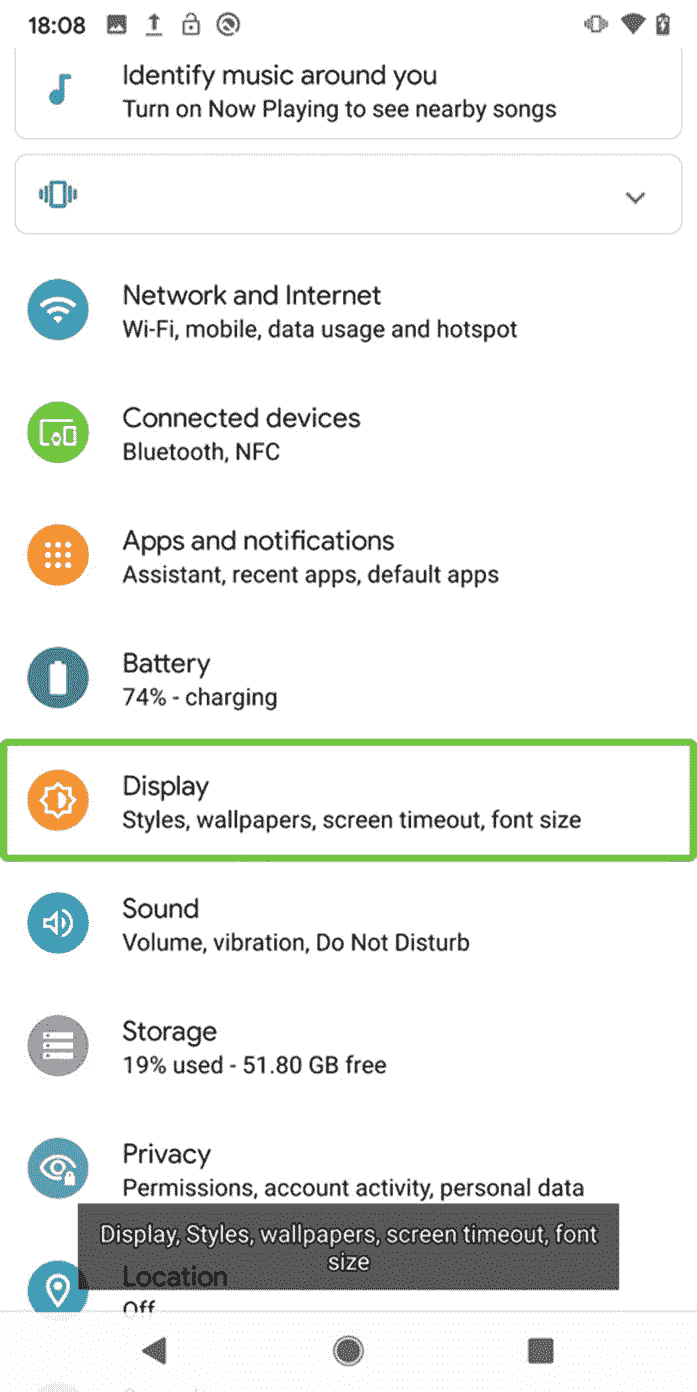 18:08
Identify music around you
Turn on Now Playing to see nearby songs
Network and Internet
Wi-Fi, mobile, data usage and hotspot
Connected devices
Bluetooth, NFC
Apps and notifications
Assistant, recent apps, default apps
Battery
74% - charging
Display
Styles, wallpapers, screen timeout, font size
Sound
Volume, vibration, Do Not Disturb
Storage
19% used - 51.80 GB free
Privacy
Permissions, account activity, personal data
Display, Styles, wallpapers, screen timeout, font
size
Location
Off